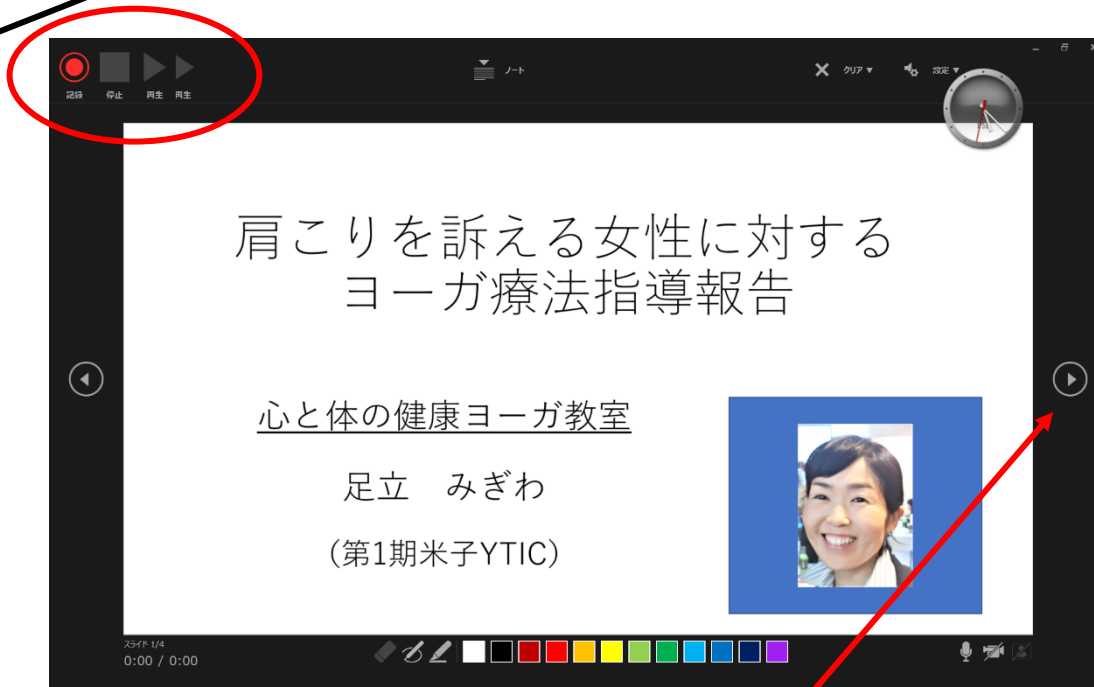 記録 停止 再生 再生
ノート
クリア▼ 設定▼
肩こりを訴える女性に対する
ヨーガ療法指導報告
心と体の健康ヨーガ教室
足立 みぎわ
（第1期米子YTIC）
スライド 1/4
0:00 / 0:00